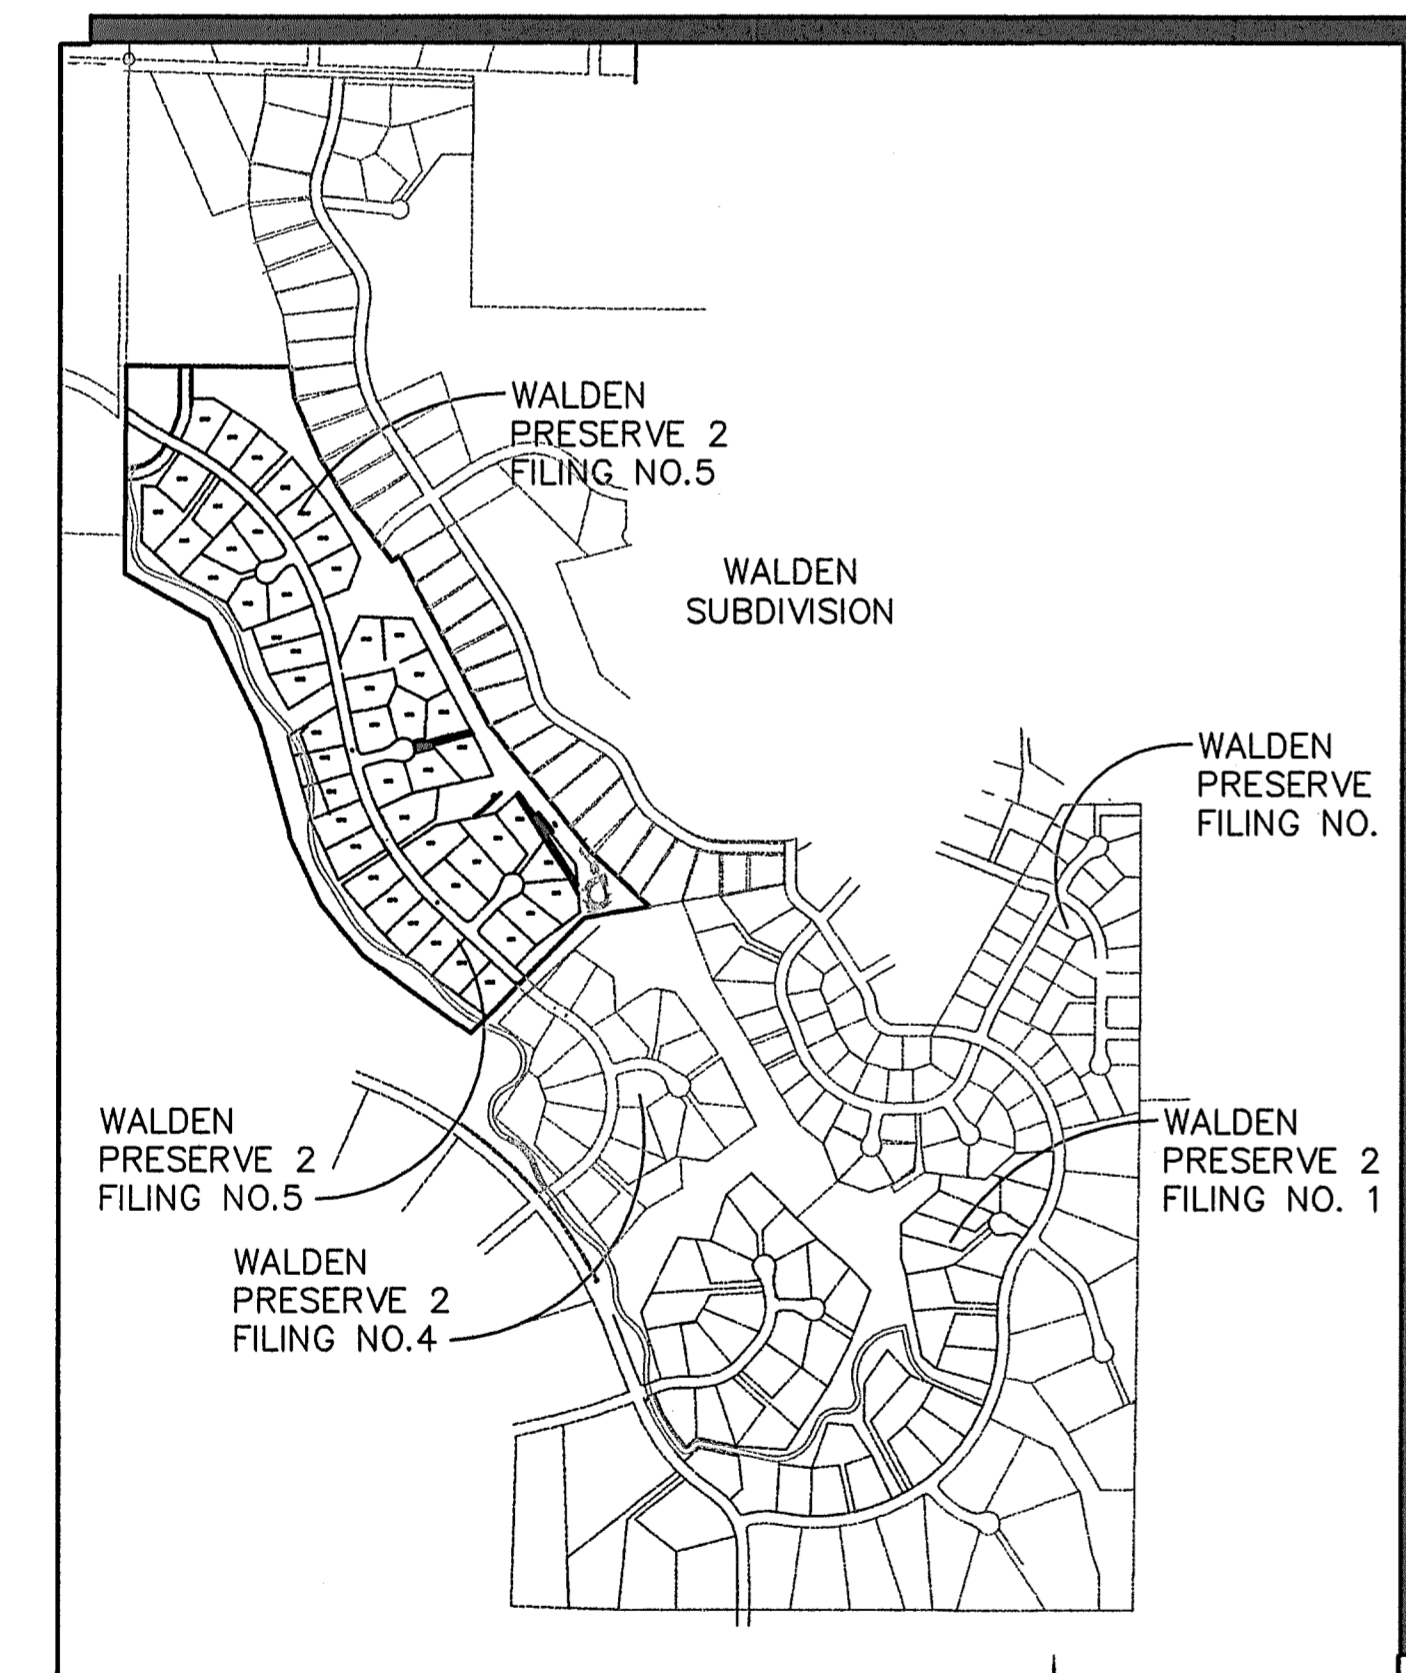 WALDEN
PRESERVE 2
FILING NO.5
WALDEN
SUBDIVISION
WALDEN
PRESERVE
FILING NO.
WALDEN
PRESERVE 2
FILING NO.5
WALDEN
PRESERVE 2
FILING NO. 1
WALDEN
PRESERVE 2
FILING NO.4